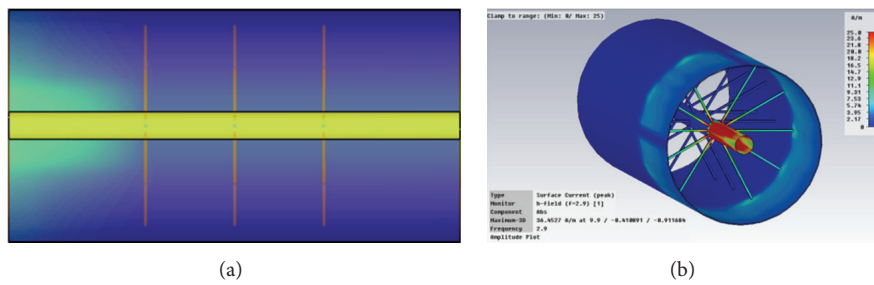 Clamp to range: (Min: 0/ Max: 25)
A/m
25.0
23.6
21.8
20.0
18.2
16.5
14.7
12.9
11.1
9.31
7.53
5.74
3.95
2.17
0
Type Surface Current (peak)
Monitor h-field (f=2.9) [1]
Component Abs
Maximum-3D 36.4527 A/m at 9.9 / -0.410891 / -0.911604
Frequency 2.9
Amplitude Plot
(a)
(b)